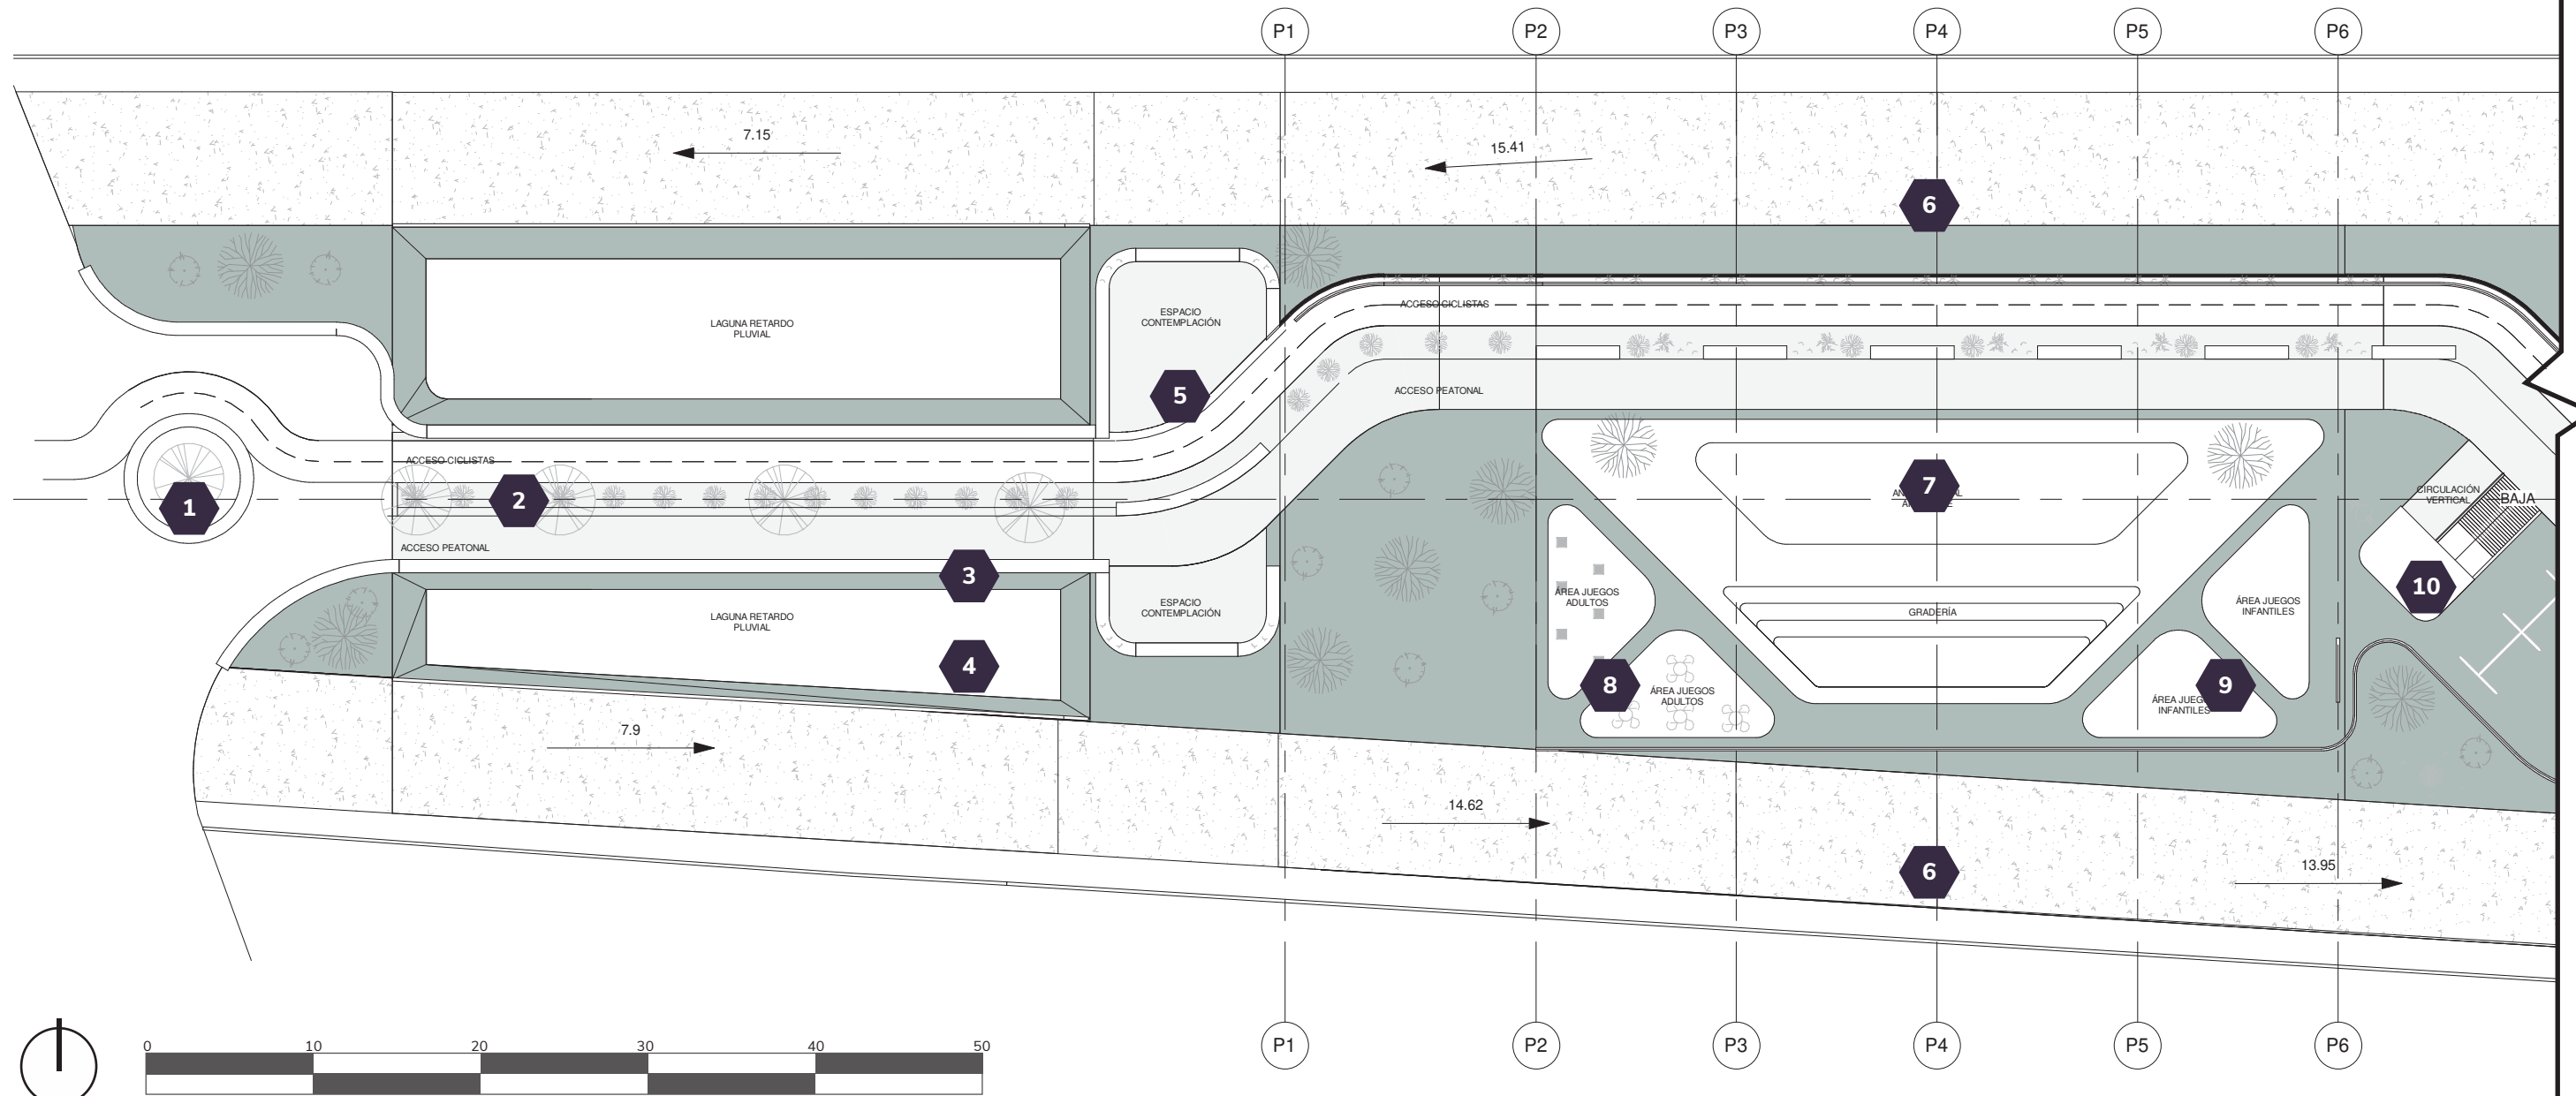 P1
P2
P3
P4
P5
P6
7.15
15.41
6
ESPACIO
CONTEMPLACIÓN
ACCESO CICLISTAS
LAGUNA RETARDO
PLUVIAL
5
ACCESO PEATONAL
ACCESO CICLISTAS
1
2
7
CIRCULACIÓN
VERTICAL
BAJA
ACCESO PEATONAL
3
10
ÁREA JUEGOS
ADULTOS
ESPACIO
CONTEMPLACIÓN
GRADERÍA
ÁREA JUEGOS
INFANTILES
LAGUNA RETARDO
PLUVIAL
4
8
ÁREA JUEGOS
ADULTOS
9
INFANTILES
ÁREA
7.9
14.62
6
13.95
0
10
20
30
40
50
P1
P2
P3
P4
P5
P6